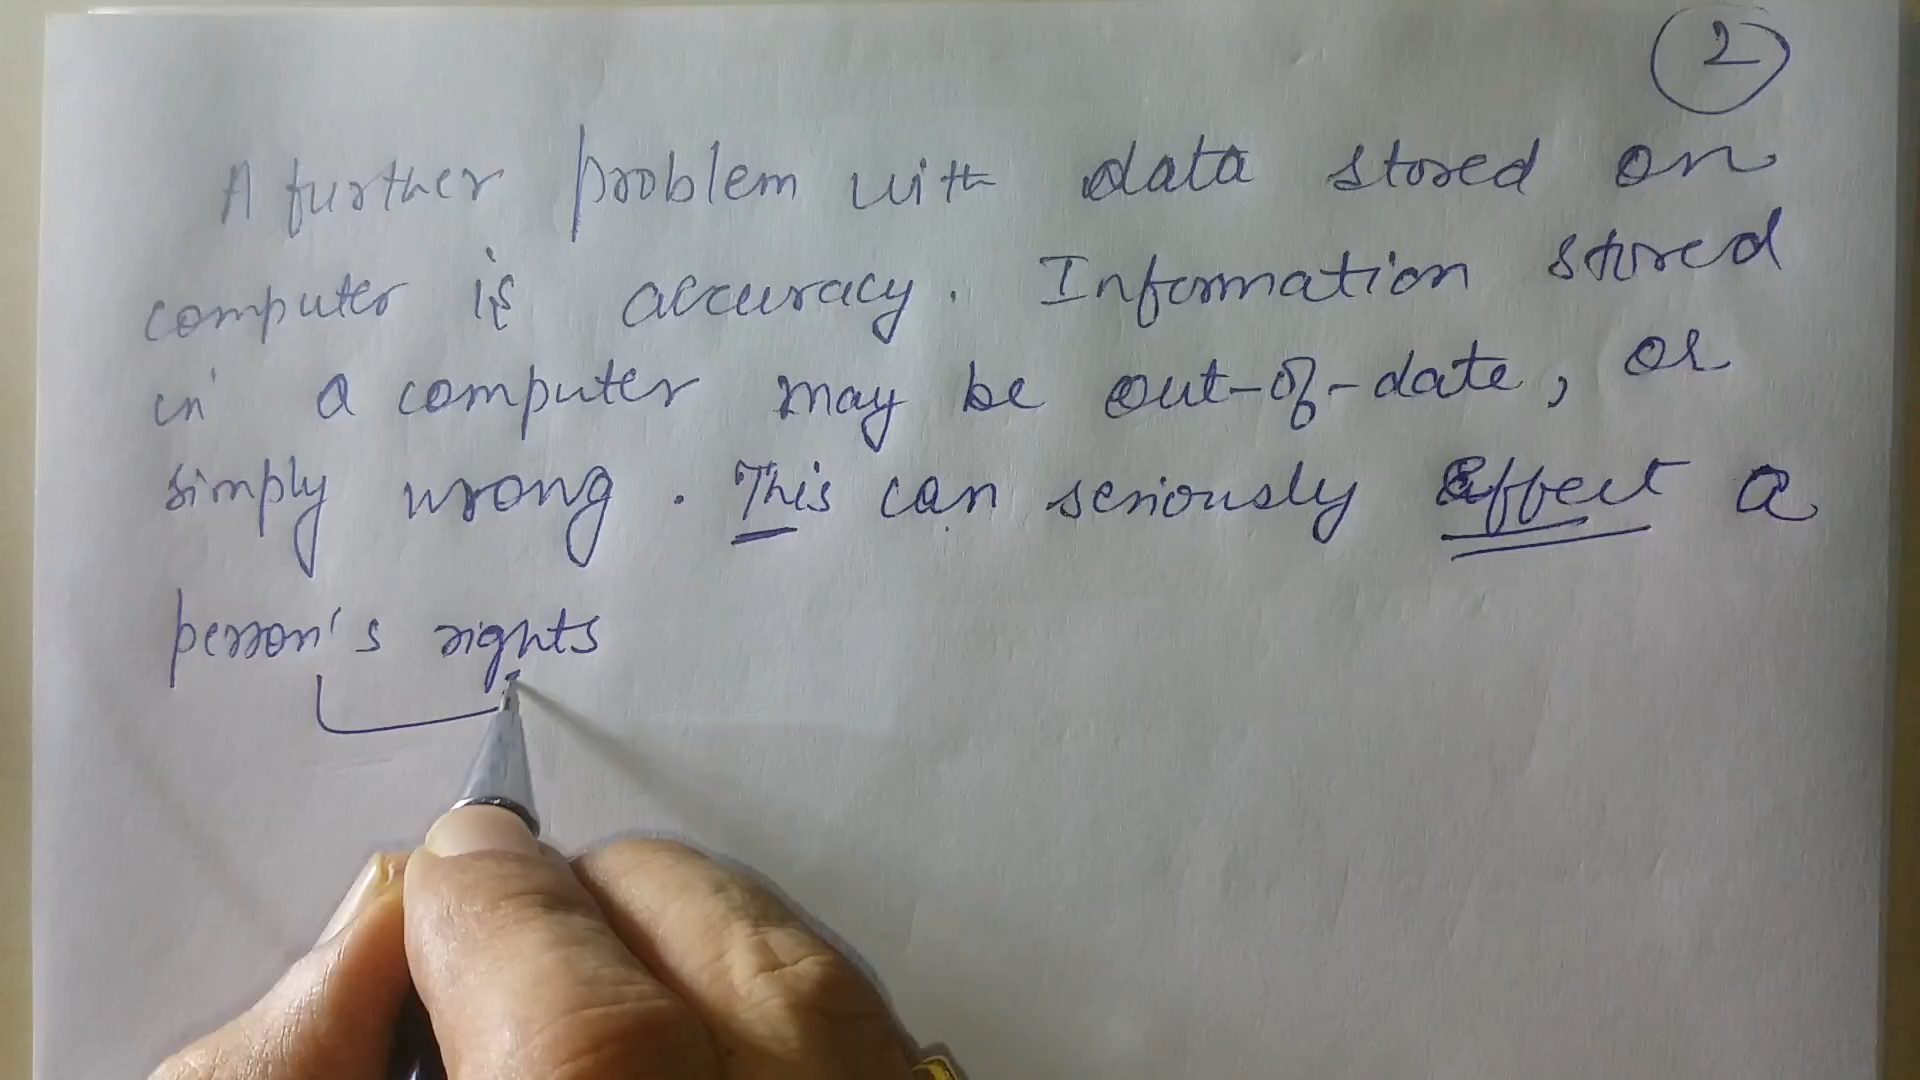 2
A further problem with data stored on
computer is accuracy. Information stored
in a computer may be out-of-date, or
simply wrong. This can seriously effect a
person's rights